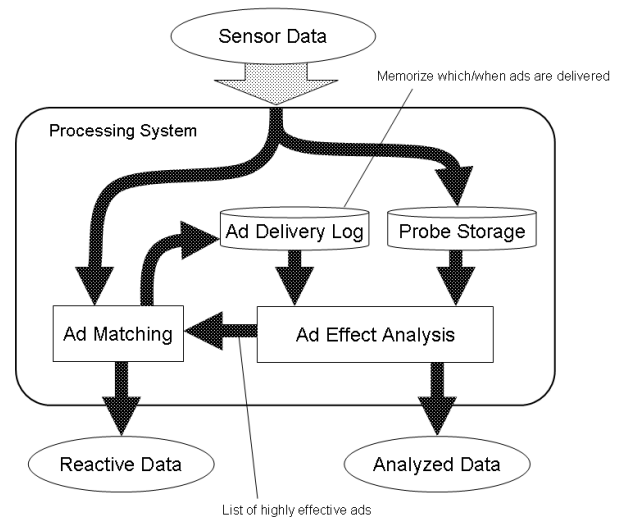 Sensor Data
Memorize which/when ads are delivered
Processing System
Ad Delivery Log
Probe Storage
Ad Matching
Ad Effect Analysis
Reactive Data
Analyzed Data
List of highly effective ads